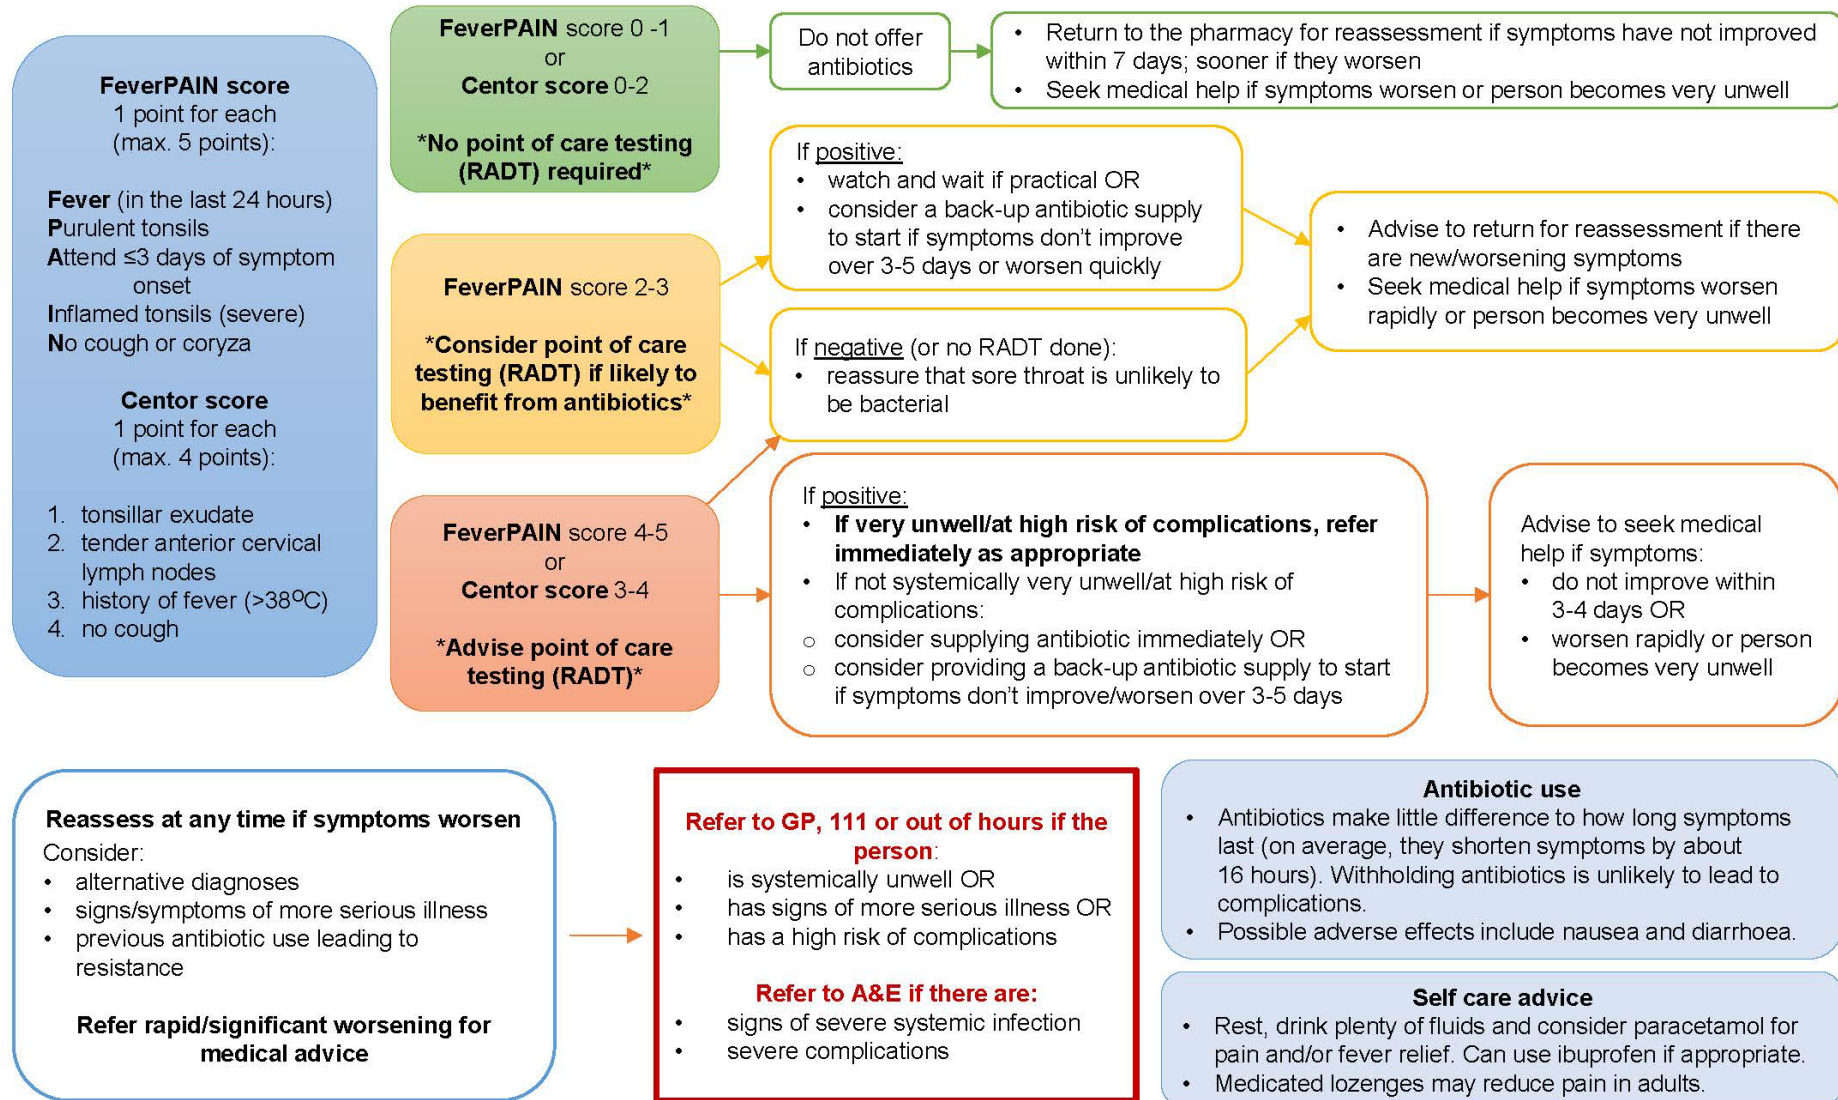 FeverPAIN score
1 point for each
(max. 5 points):
Fever (in the last 24 hours)
Purulent tonsils
Attend ≤3 days of symptom
onset
Inflamed tonsils (severe)
No cough or coryza
Centor score
1 point for each
(max. 4 points):
1. tonsillar exudate
2. tender anterior cervical
lymph nodes
3. history of fever (>38⁰C)
4. no cough
FeverPAIN score 0 -1
or
Centor score 0-2
*No point of care testing
(RADT) required*
Do not offer
antibiotics
• Return to the pharmacy for reassessment if symptoms have not improved
within 7 days; sooner if they worsen
• Seek medical help if symptoms worsen or person becomes very unwell
FeverPAIN score 2-3
*Consider point of care
testing (RADT) if likely to
benefit from antibiotics*
If positive:
• watch and wait if practical OR
• consider a back-up antibiotic supply
to start if symptoms don’t improve
over 3-5 days or worsen quickly
If negative (or no RADT done):
• reassure that sore throat is unlikely to
be bacterial
• Advise to return for reassessment if there
are new/worsening symptoms
• Seek medical help if symptoms worsen
rapidly or person becomes very unwell
FeverPAIN score 4-5
or
Centor score 3-4
*Advise point of care
testing (RADT)*
If positive:
• If very unwell/at high risk of complications, refer
immediately as appropriate
• If not systemically very unwell/at high risk of
complications:
o consider supplying antibiotic immediately OR
o consider providing a back-up antibiotic supply to start
if symptoms don’t improve/worsen over 3-5 days
Advise to seek medical
help if symptoms:
• do not improve within
3-4 days OR
• worsen rapidly or person
becomes very unwell
Reassess at any time if symptoms worsen
Consider:
• alternative diagnoses
• signs/symptoms of more serious illness
• previous antibiotic use leading to
resistance
Refer rapid/significant worsening for
medical advice
Refer to GP, 111 or out of hours if the
person:
• is systemically unwell OR
• has signs of more serious illness OR
• has a high risk of complications
Refer to A&E if there are:
• signs of severe systemic infection
• severe complications
Antibiotic use
• Antibiotics make little difference to how long symptoms
last (on average, they shorten symptoms by about
16 hours). Withholding antibiotics is unlikely to lead to
complications.
• Possible adverse effects include nausea and diarrhoea.
Self care advice
• Rest, drink plenty of fluids and consider paracetamol for
pain and/or fever relief. Can use ibuprofen if appropriate.
• Medicated lozenges may reduce pain in adults.